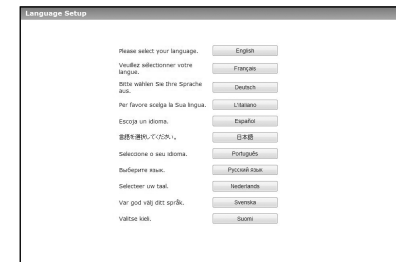 Language Setup
Please select your language. English
Veuillez sélectionner votre
langue. Français
Bitte wählen Sie Ihre Sprache
aus. Deutsch
Per favore scelga la Sua lingua. L'italiano
Escoja un idioma. Español
言語を選択してください。 日本語
Seleccione o seu idioma. Português
Выберите язык. Русский язык
Selecteer uw taal. Nederlands
Var god välj ditt språk. Svenska
Valitse kieli. Suomi